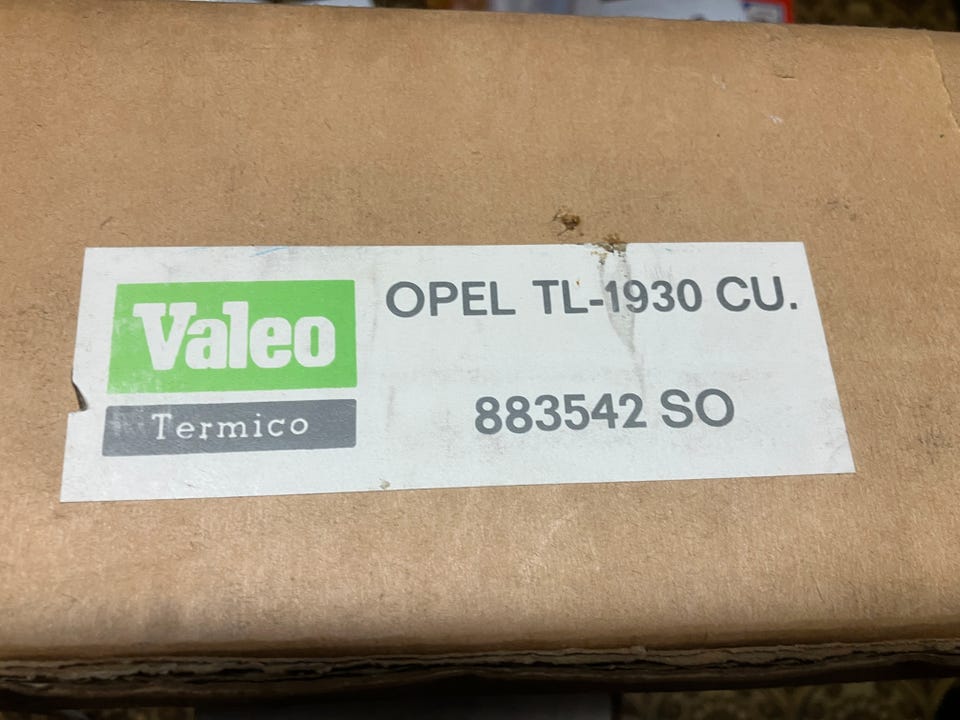 Valeo
Termico
OPEL TL-1930 CU.
883542 SO